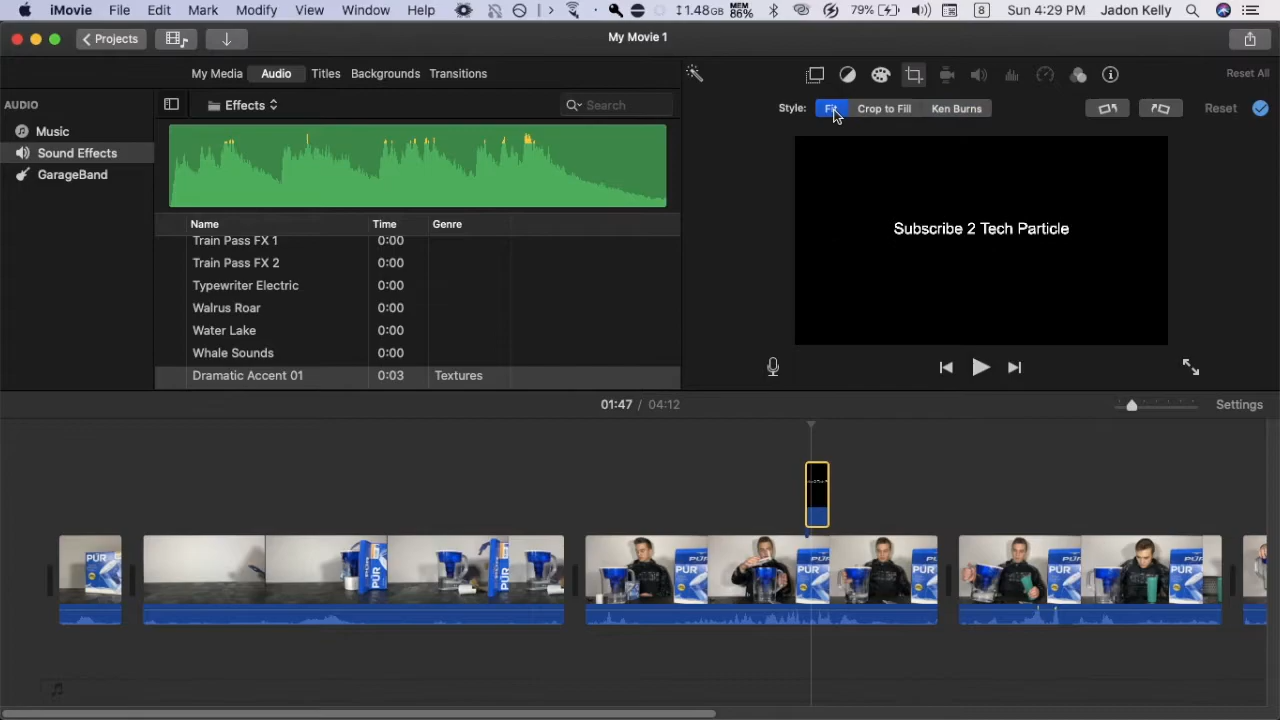 iMovie File Edit Mark Modify View Window Help 1.48GB MEM 86% 79% 8 Sun 4:29 PM Jadon Kelly
Projects My Movie 1
My Media Audio Titles Backgrounds Transitions Reset All
AUDIO Effects Search Style: Fit Crop to Fill Ken Burns Reset
Music
Sound Effects
GarageBand
Name Time Genre
Train Pass FX 1 0:00
Train Pass FX 2 0:00
Typewriter Electric 0:00
Walrus Roar 0:00
Water Lake 0:00
Whale Sounds 0:00
Dramatic Accent 01 0:03 Textures
Subscribe 2 Tech Particle
01:47 / 04:12 Settings
PUR
PUR
PUR
PUR
PUR